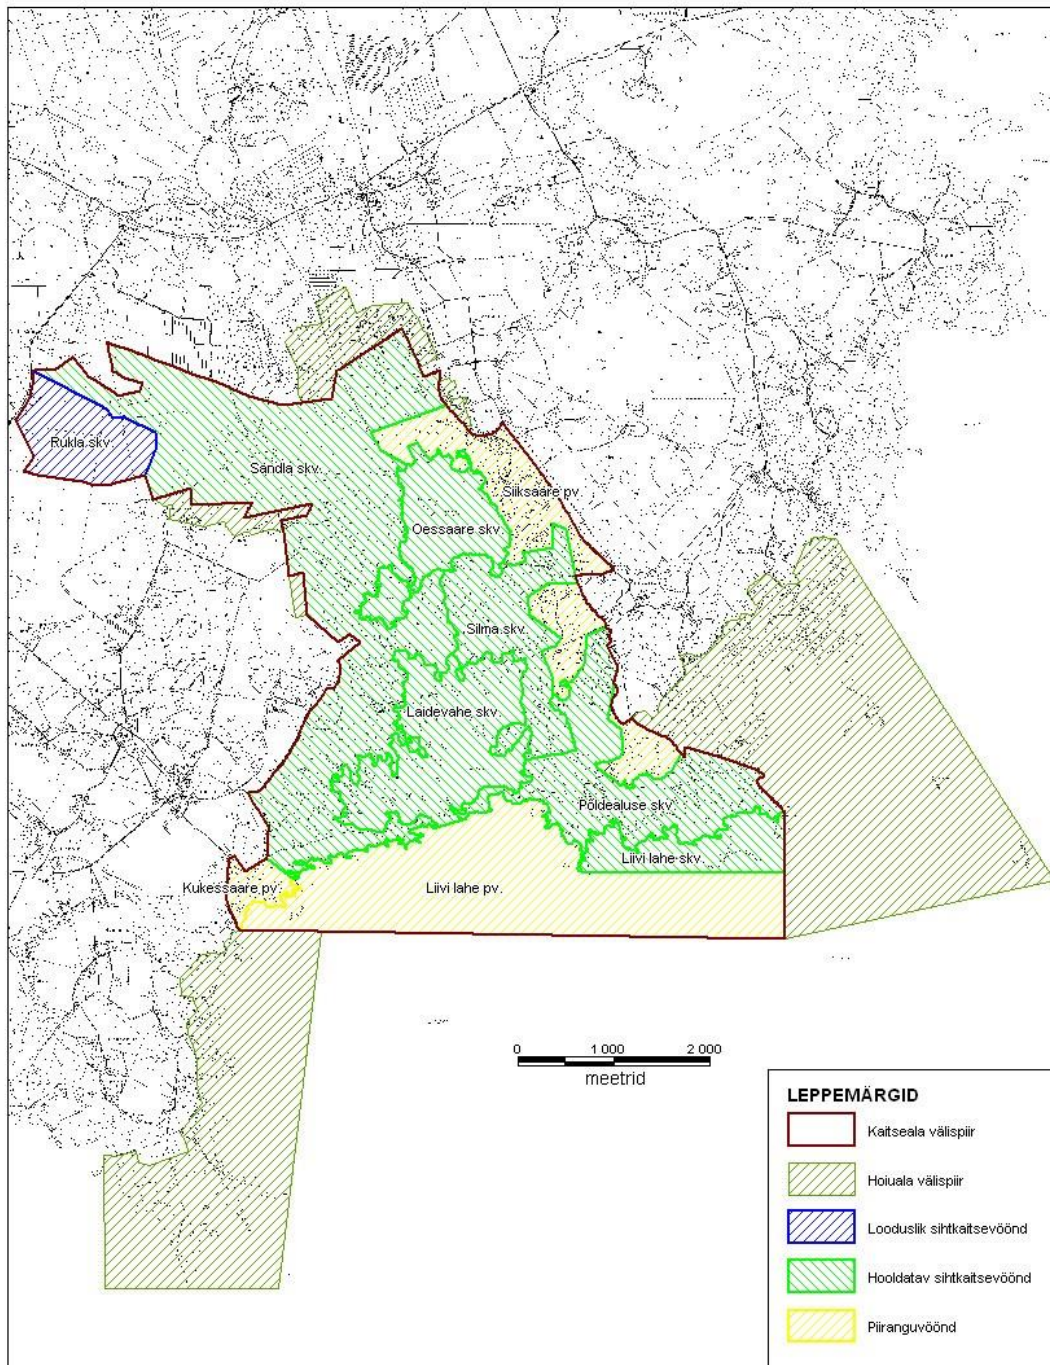 Rukla skv.
Sandla skv.
Siiksaare pv.
Oessaare skv.
Silma skv.
Laidevahe skv.
Põldealuse skv.
Liivi lahe skv.
Kukessaare pv.
Liivi lahe pv.
0 1 000 2 000
meetrid
LEPPEMÄRGID
Kaitseala välispiir
Hoiuala välispiir
Looduslik sihtkaitsevöönd
Hooldatav sihtkaitsevöönd
Piiranguvöönd